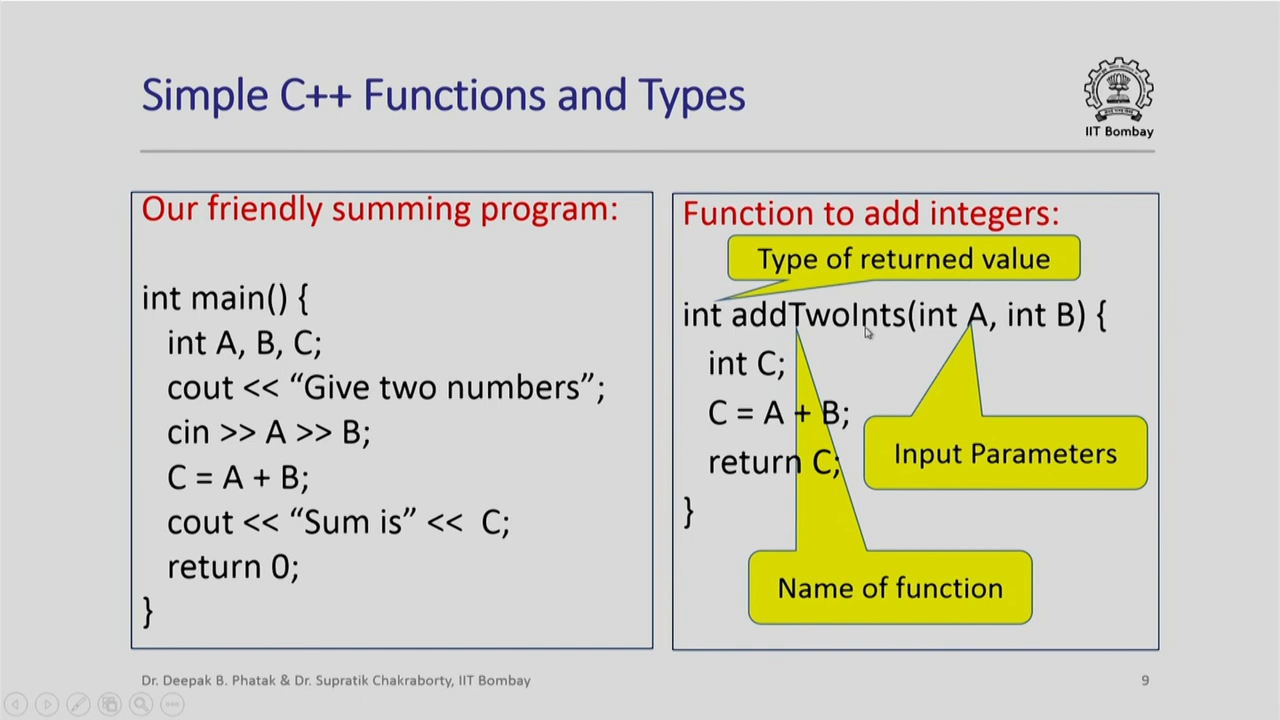 Simple C++ Functions and Types
IIT Bombay
Our friendly summing program:
int main() {
int A, B, C;
cout << “Give two numbers”;
cin >> A >> B;
C = A + B;
cout << “Sum is” << C;
return 0;
}
Function to add integers:
Type of returned value
int addTwoInts(int A, int B) {
int C;
C = A + B;
return C;
}
Input Parameters
Name of function
Dr. Deepak B. Phatak & Dr. Supratik Chakraborty, IIT Bombay
9